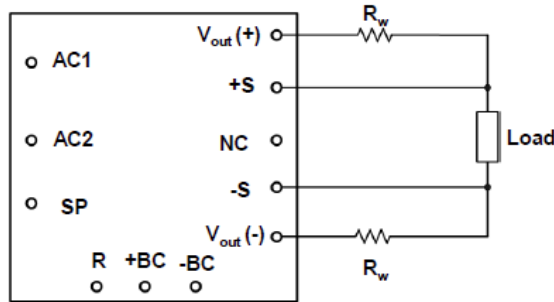 Vout (+)
Rw
AC1
+S
AC2
NC
Load
-S
SP
Vout (-)
Rw
R +BC -BC